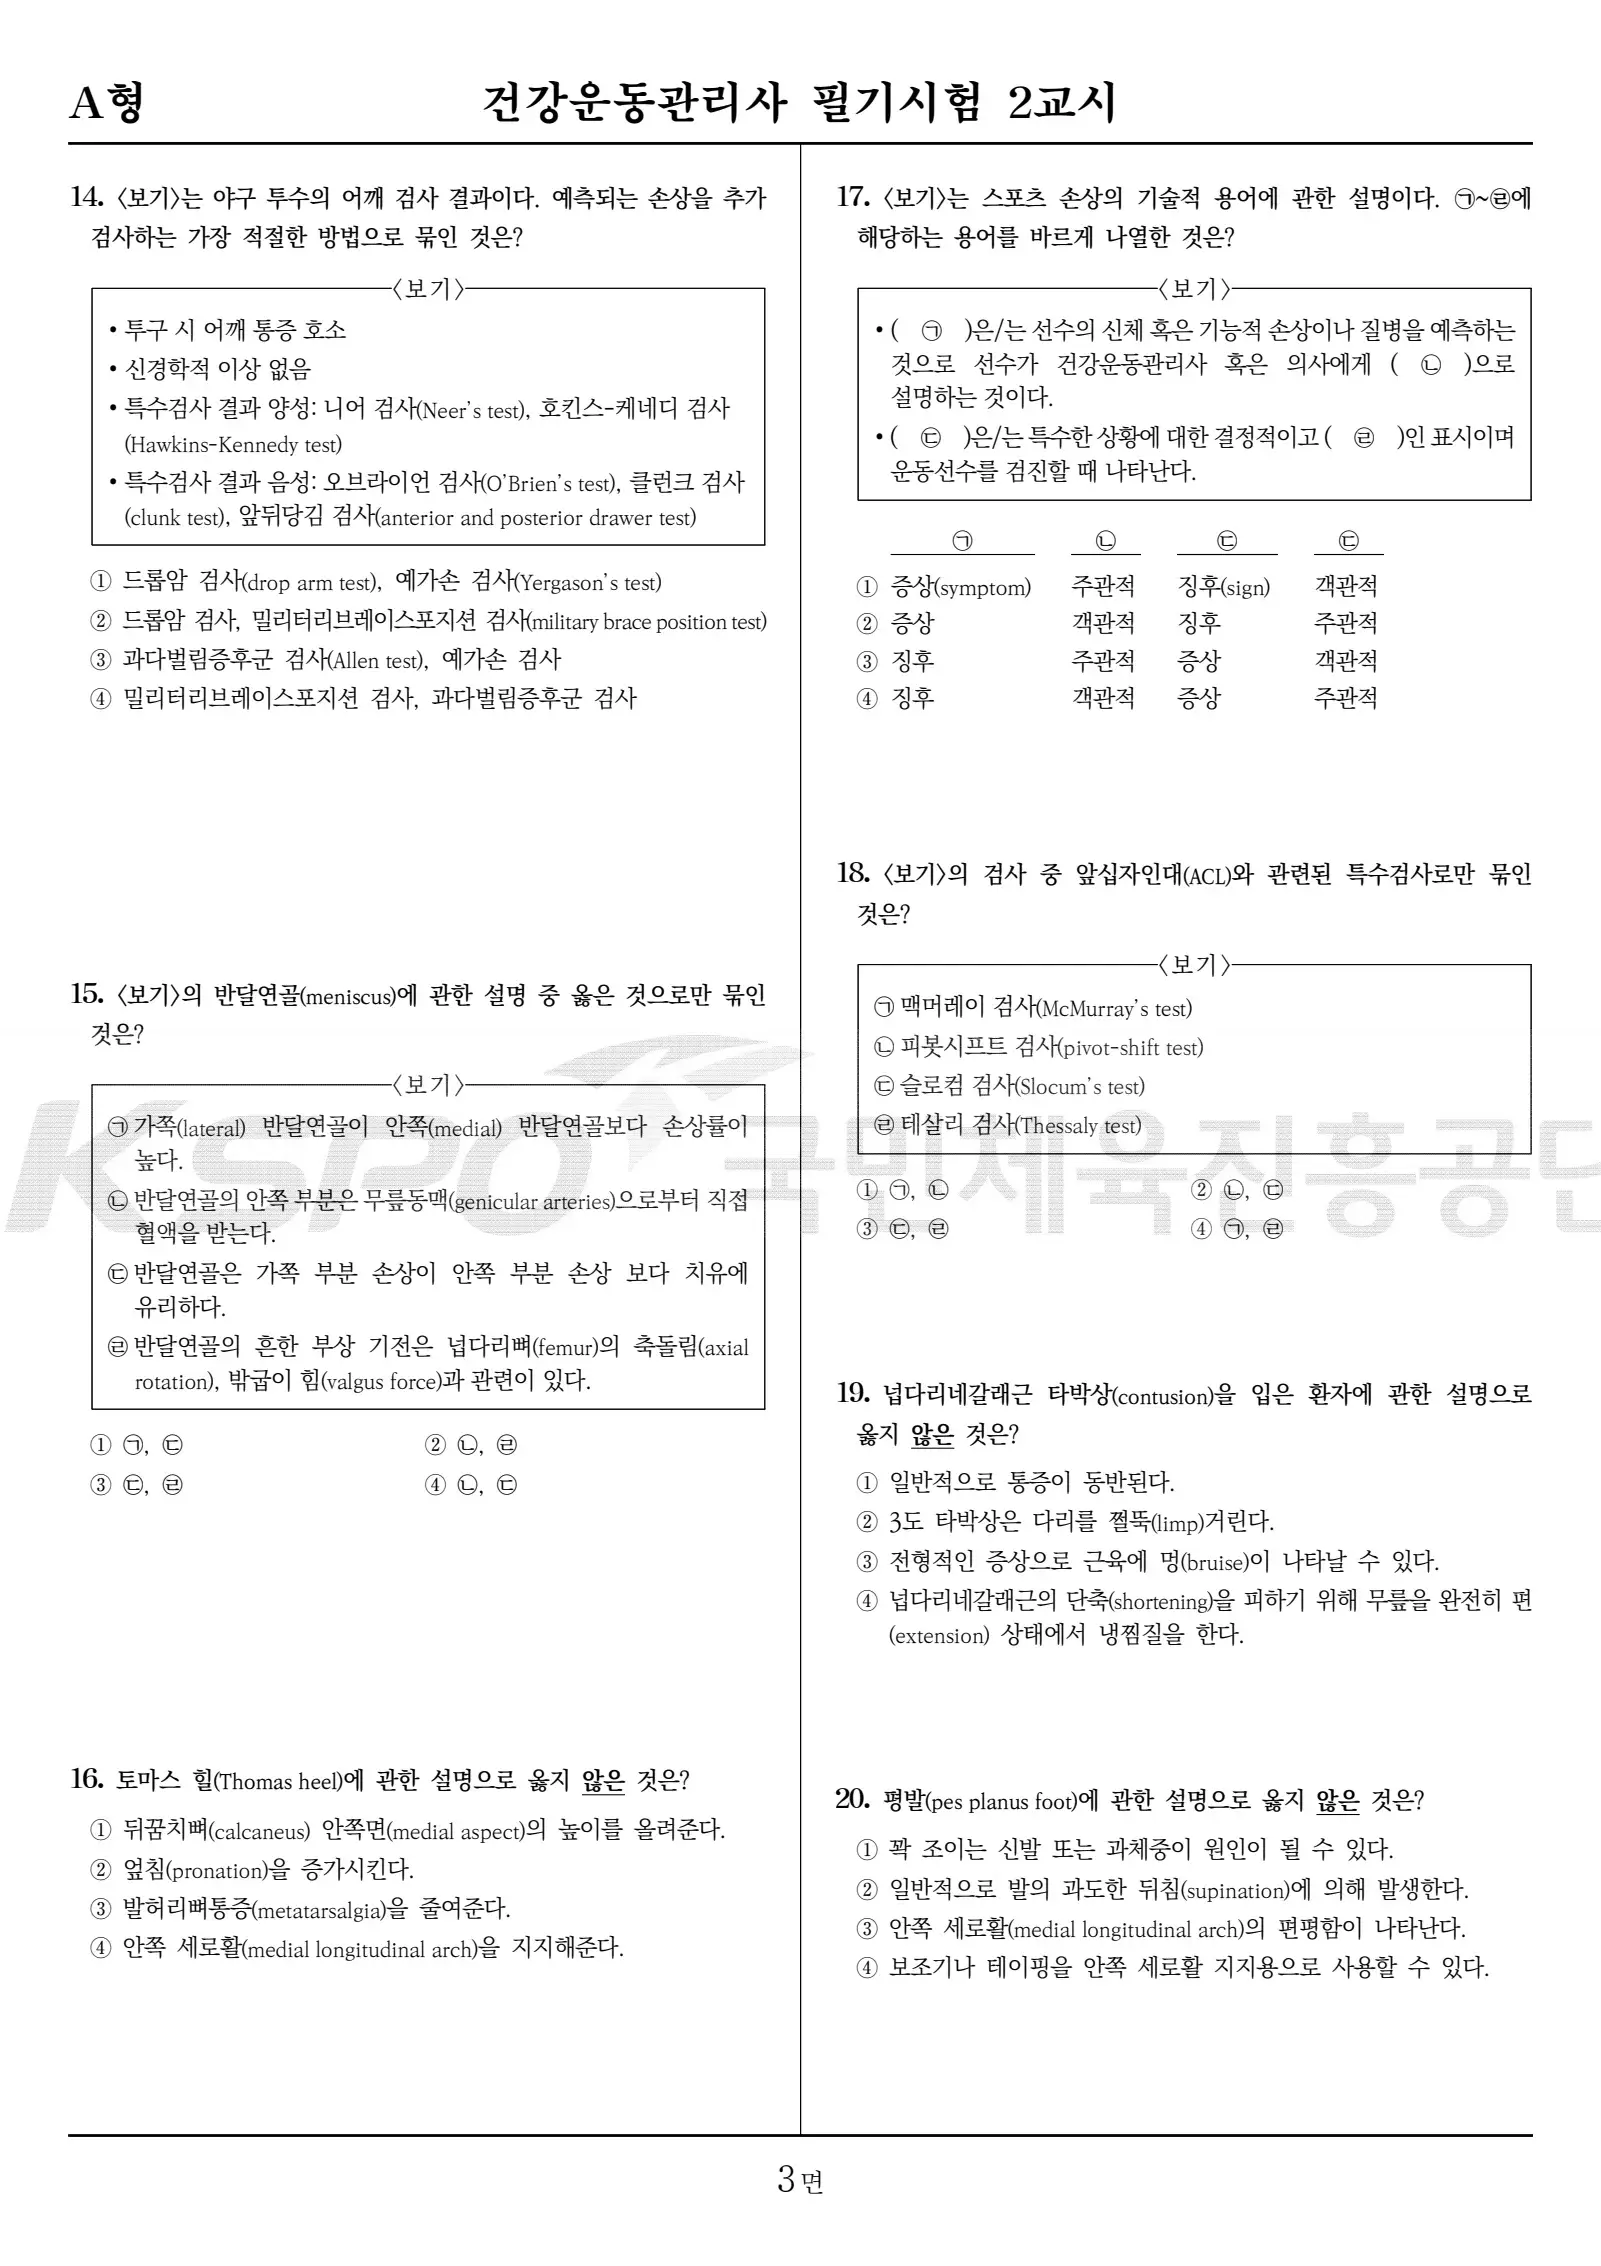 A형
건강운동관리사 필기시험 2교시
14. 〈보기〉는 야구 투수의 어깨 검사 결과이다. 예측되는 손상을 추가
검사하는 가장 적절한 방법으로 묶인 것은?
〈보기〉
• 투구 시 어깨 통증 호소
• 신경학적 이상 없음
• 특수검사 결과 양성: 니어 검사(Neer's test), 호킨스-케네디 검사
(Hawkins-Kennedy test)
• 특수검사 결과 음성: 오브라이언 검사(O'Brien's test), 클런크 검사
(clunk test), 앞뒤당김 검사(anterior and posterior drawer test)
① 드롭암 검사(drop arm test), 예가손 검사(Yergason's test)
② 드롭암 검사, 밀리터리브레이스포지션 검사(military brace position test)
③ 과다벌림증후군 검사(Allen test), 예가손 검사
④ 밀리터리브레이스포지션 검사, 과다벌림증후군 검사
15. 〈보기〉의 반달연골(meniscus)에 관한 설명 중 옳은 것으로만 묶인
것은?
〈보기〉
㉠ 가쪽(lateral) 반달연골이 안쪽(medial) 반달연골보다 손상률이
높다.
㉡ 반달연골의 안쪽 부분은 무릎동맥(genicular arteries)으로부터 직접
혈액을 받는다.
㉢ 반달연골은 가쪽 부분 손상이 안쪽 부분 손상 보다 치유에
유리하다.
㉣ 반달연골의 흔한 부상 기전은 넙다리뼈(femur)의 축돌림(axial
rotation), 밖굽이 힘(valgus force)과 관련이 있다.
① ㉠, ㉢ ② ㉡, ㉣
③ ㉢, ㉣ ④ ㉡, ㉢
16. 토마스 힐(Thomas heel)에 관한 설명으로 옳지 않은 것은?
① 뒤꿈치뼈(calcaneus) 안쪽면(medial aspect)의 높이를 올려준다.
② 엎침(pronation)을 증가시킨다.
③ 발허리뼈통증(metatarsalgia)을 줄여준다.
④ 안쪽 세로활(medial longitudinal arch)을 지지해준다.
17. 〈보기〉는 스포츠 손상의 기술적 용어에 관한 설명이다. ㉠~㉣에
해당하는 용어를 바르게 나열한 것은?
〈보기〉
• ( ㉠ )은/는 선수의 신체 혹은 기능적 손상이나 질병을 예측하는
것으로 선수가 건강운동관리사 혹은 의사에게 ( ㉡ )으로
설명하는 것이다.
• ( ㉢ )은/는 특수한 상황에 대한 결정적이고 ( ㉣ )인 표시이며
운동선수를 검진할 때 나타난다.
㉠ ㉡ ㉢ ㉢
① 증상(symptom) 주관적 징후(sign) 객관적
② 증상 객관적 징후 주관적
③ 징후 주관적 증상 객관적
④ 징후 객관적 증상 주관적
18. 〈보기〉의 검사 중 앞십자인대(ACL)와 관련된 특수검사로만 묶인
것은?
〈보기〉
㉠ 맥머레이 검사(McMurray's test)
㉡ 피봇시프트 검사(pivot-shift test)
㉢ 슬로컴 검사(Slocum's test)
㉣ 테살리 검사(Thessaly test)
① ㉠, ㉡ ② ㉡, ㉢
③ ㉢, ㉣ ④ ㉠, ㉣
19. 넙다리네갈래근 타박상(contusion)을 입은 환자에 관한 설명으로
옳지 않은 것은?
① 일반적으로 통증이 동반된다.
② 3도 타박상은 다리를 쩔뚝(limp)거린다.
③ 전형적인 증상으로 근육에 멍(bruise)이 나타날 수 있다.
④ 넙다리네갈래근의 단축(shortening)을 피하기 위해 무릎을 완전히 편
(extension) 상태에서 냉찜질을 한다.
20. 평발(pes planus foot)에 관한 설명으로 옳지 않은 것은?
① 꽉 조이는 신발 또는 과체중이 원인이 될 수 있다.
② 일반적으로 발의 과도한 뒤침(supination)에 의해 발생한다.
③ 안쪽 세로활(medial longitudinal arch)의 편평함이 나타난다.
④ 보조기나 테이핑을 안쪽 세로활 지지용으로 사용할 수 있다.
KSPO 국민체육진흥공단
3면